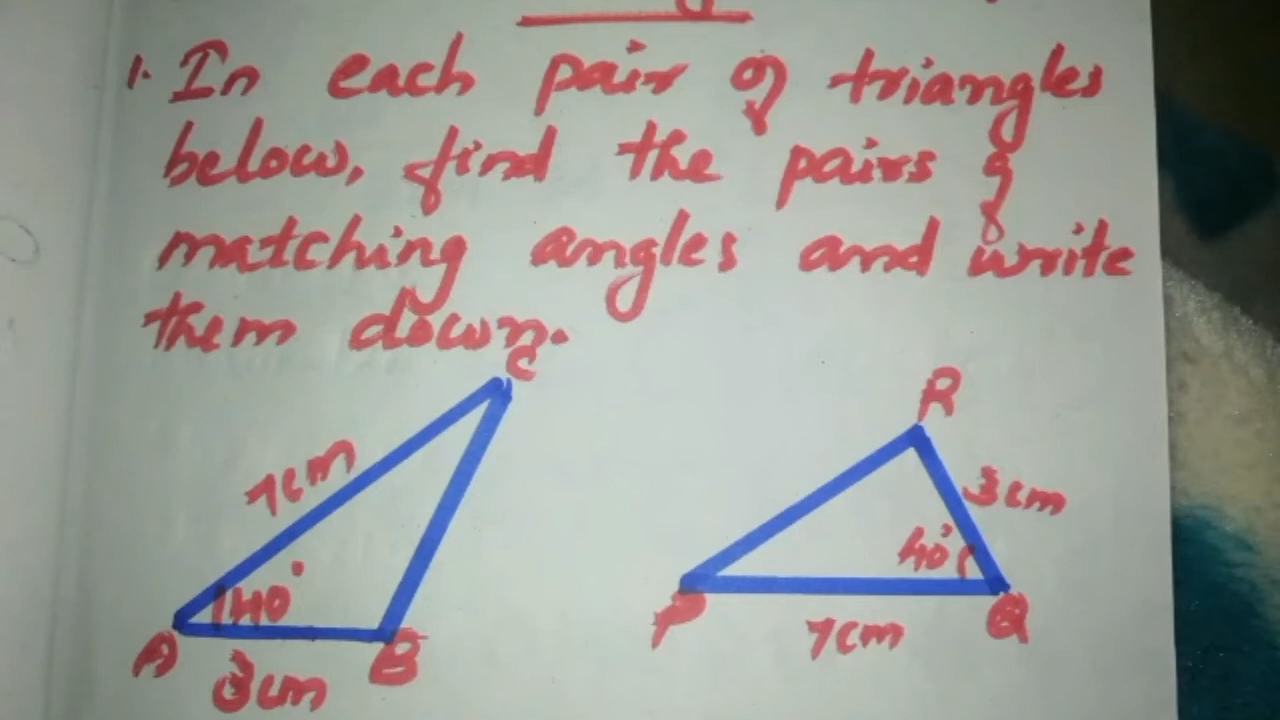 1. In each pair of triangles
below, find the pairs of
matching angles and write
them down.
C
R
7cm
3cm
40°
40°
A
B
3cm
P
Q
7cm